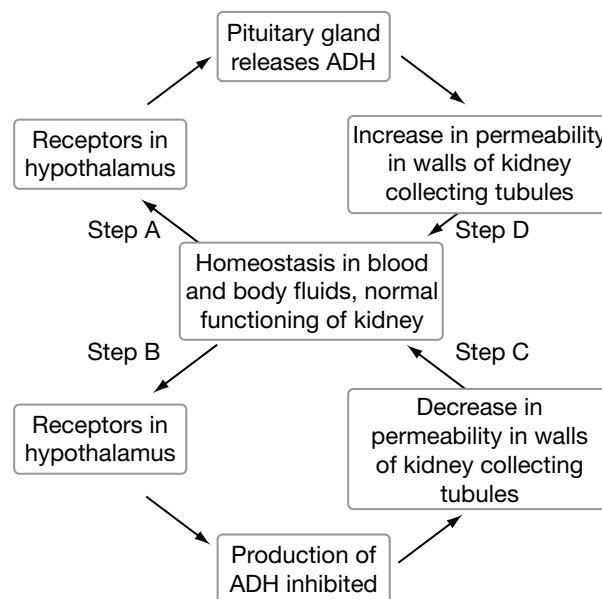 Pituitary gland
releases ADH
Receptors in
hypothalamus
Increase in permeability
in walls of kidney
collecting tubules
Step A
Step D
Homeostasis in blood
and body fluids, normal
functioning of kidney
Step B
Step C
Receptors in
hypothalamus
Decrease in
permeability in walls
of kidney collecting
tubules
Production of
ADH inhibited